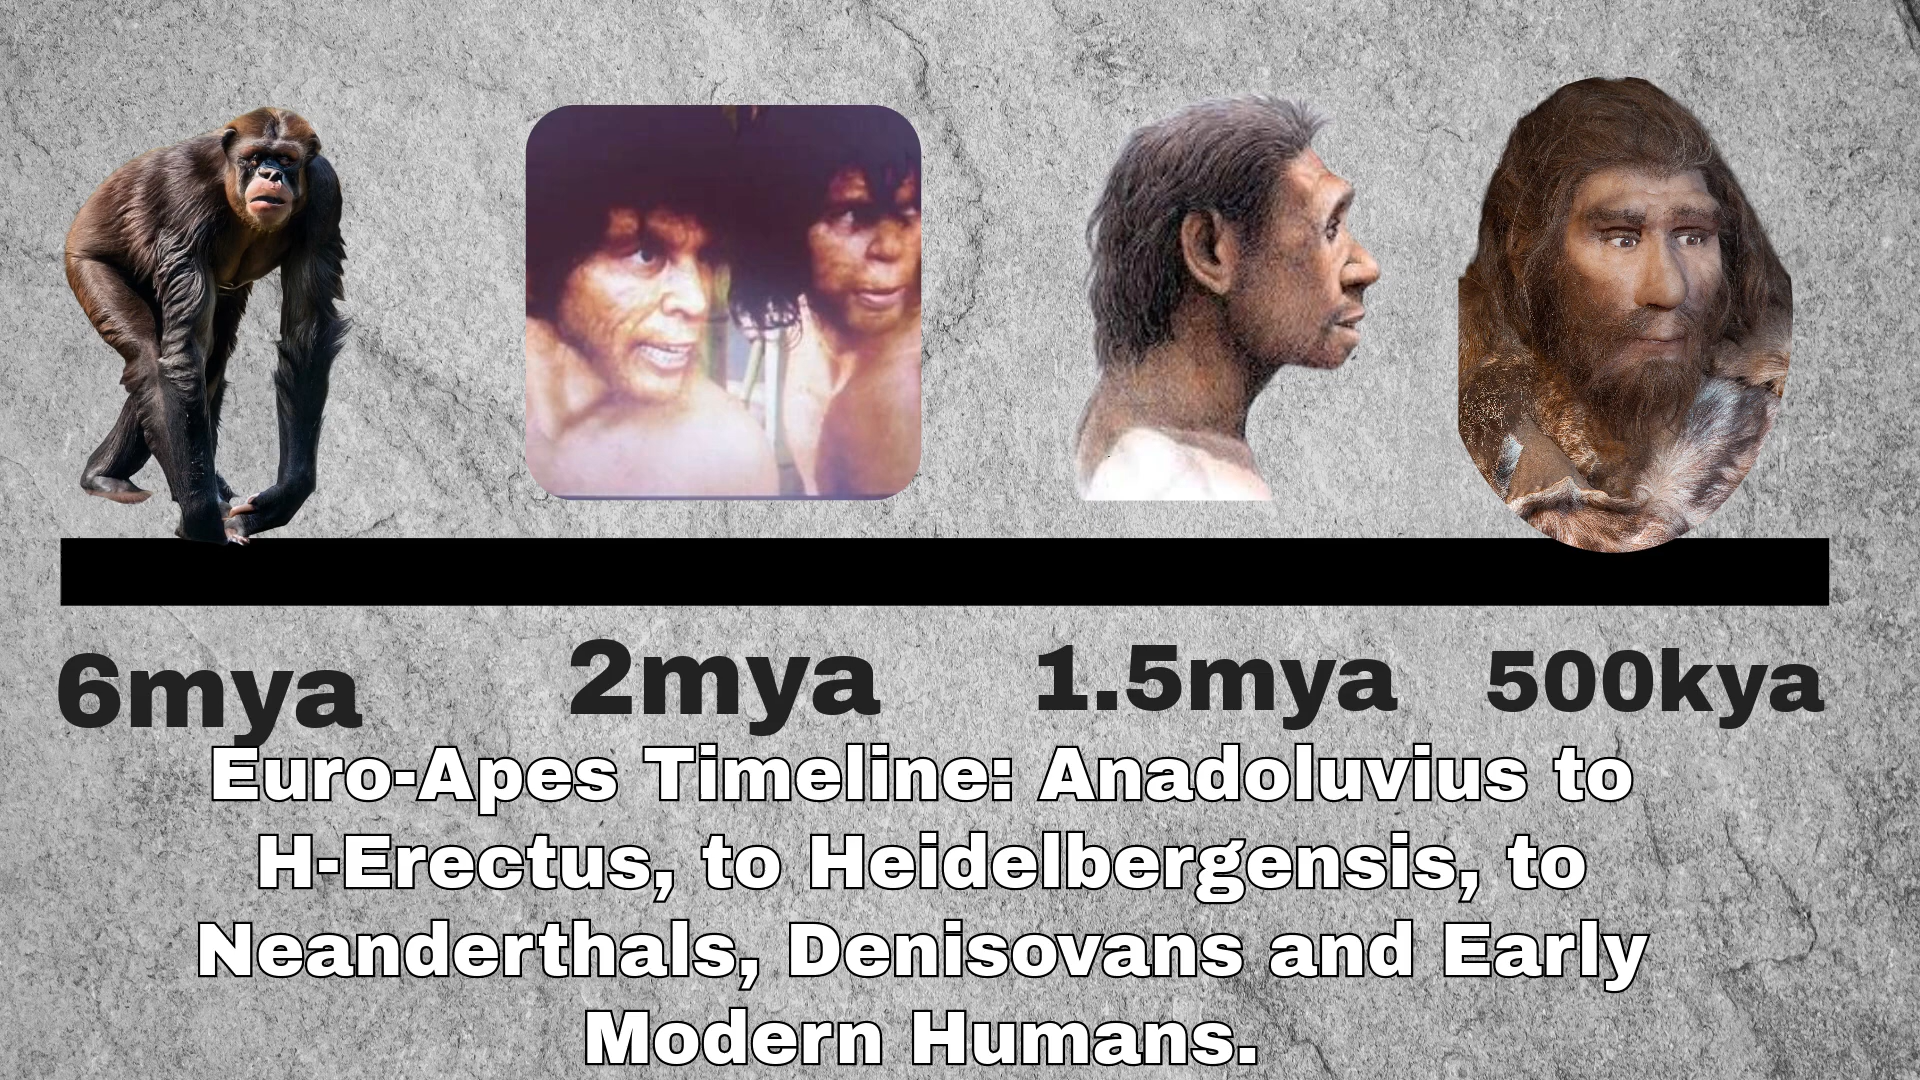 6mya 2mya 1.5mya 500kya
Euro-Apes Timeline: Anadoluvius to
H-Erectus, to Heidelbergensis, to
Neanderthals, Denisovans and Early
Modern Humans.